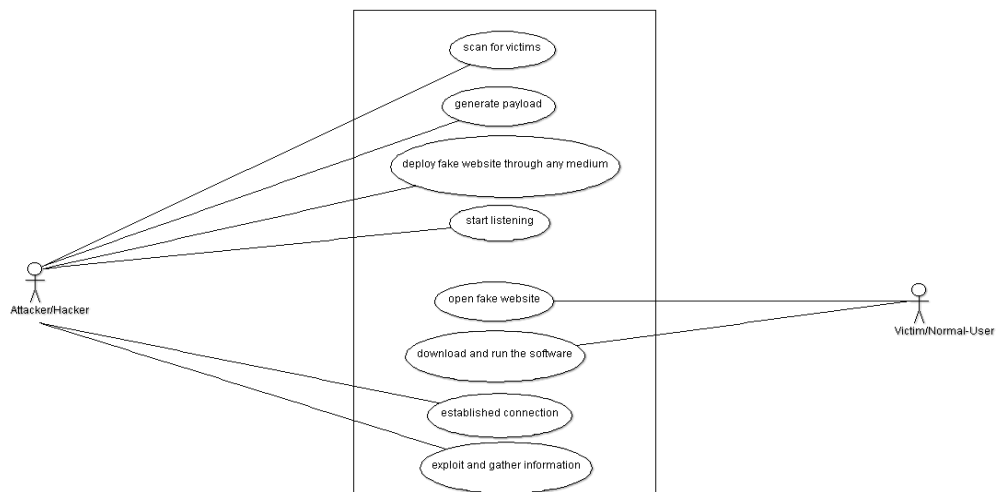 scan for victims
generate payload
deploy fake website through any medium
start listening
Attacker/Hacker
open fake website
Victim/Normal-User
download and run the software
established connection
exploit and gather information